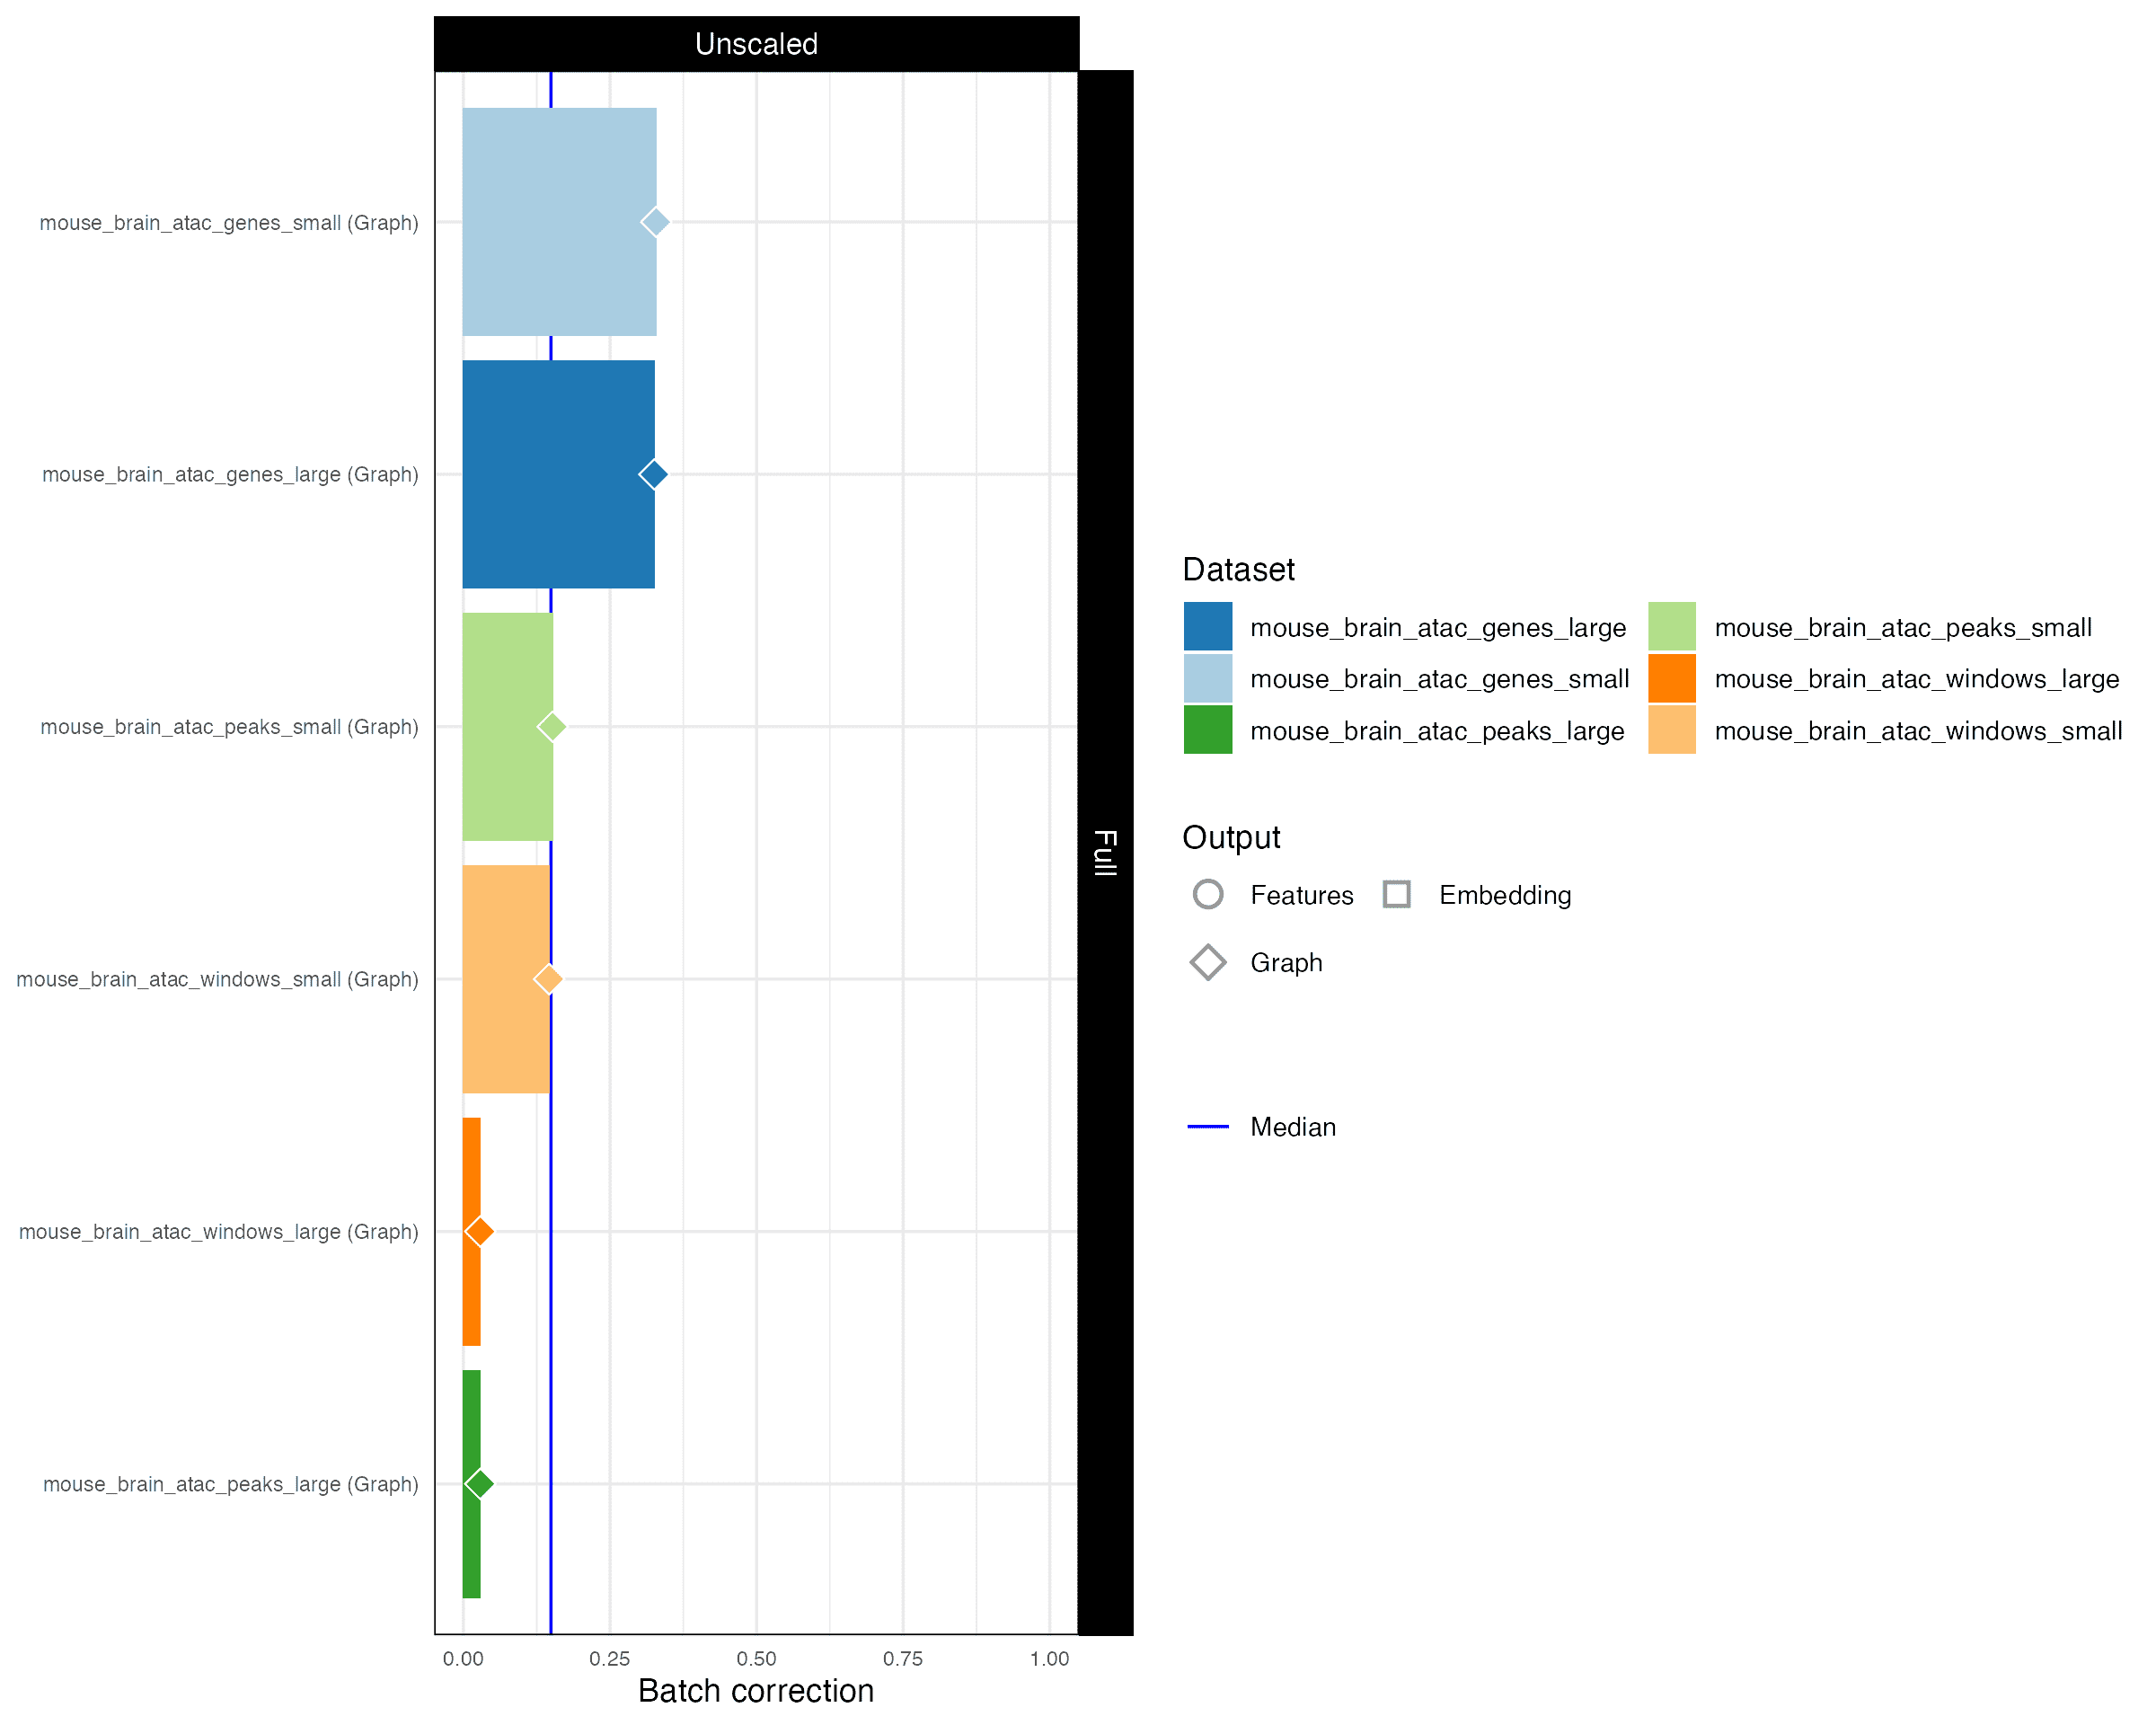 Unscaled
mouse_brain_atac_genes_small (Graph)
mouse_brain_atac_genes_large (Graph)
mouse_brain_atac_peaks_small (Graph)
mouse_brain_atac_windows_small (Graph)
mouse_brain_atac_windows_large (Graph)
mouse_brain_atac_peaks_large (Graph)
0.00 0.25 0.50 0.75 1.00
Batch correction
Full
Dataset
mouse_brain_atac_genes_large mouse_brain_atac_peaks_small
mouse_brain_atac_genes_small mouse_brain_atac_windows_large
mouse_brain_atac_peaks_large mouse_brain_atac_windows_small
Output
Features Embedding
Graph
Median